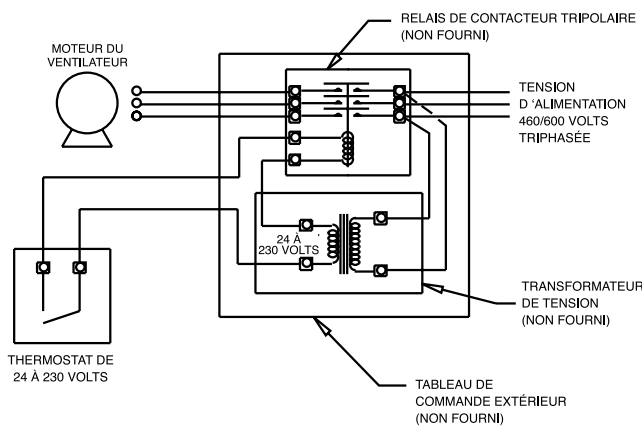 RELAIS DE CONTACTEUR TRIPOLAIRE
(NON FOURNI)
MOTEUR DU
VENTILATEUR
TENSION
D 'ALIMENTATION
460/600 VOLTS
TRIPHASÉE
24 À
230 VOLTS
TRANSFORMATEUR
DE TENSION
(NON FOURNI)
THERMOSTAT DE
24 À 230 VOLTS
TABLEAU DE
COMMANDE EXTÉRIEUR
(NON FOURNI)